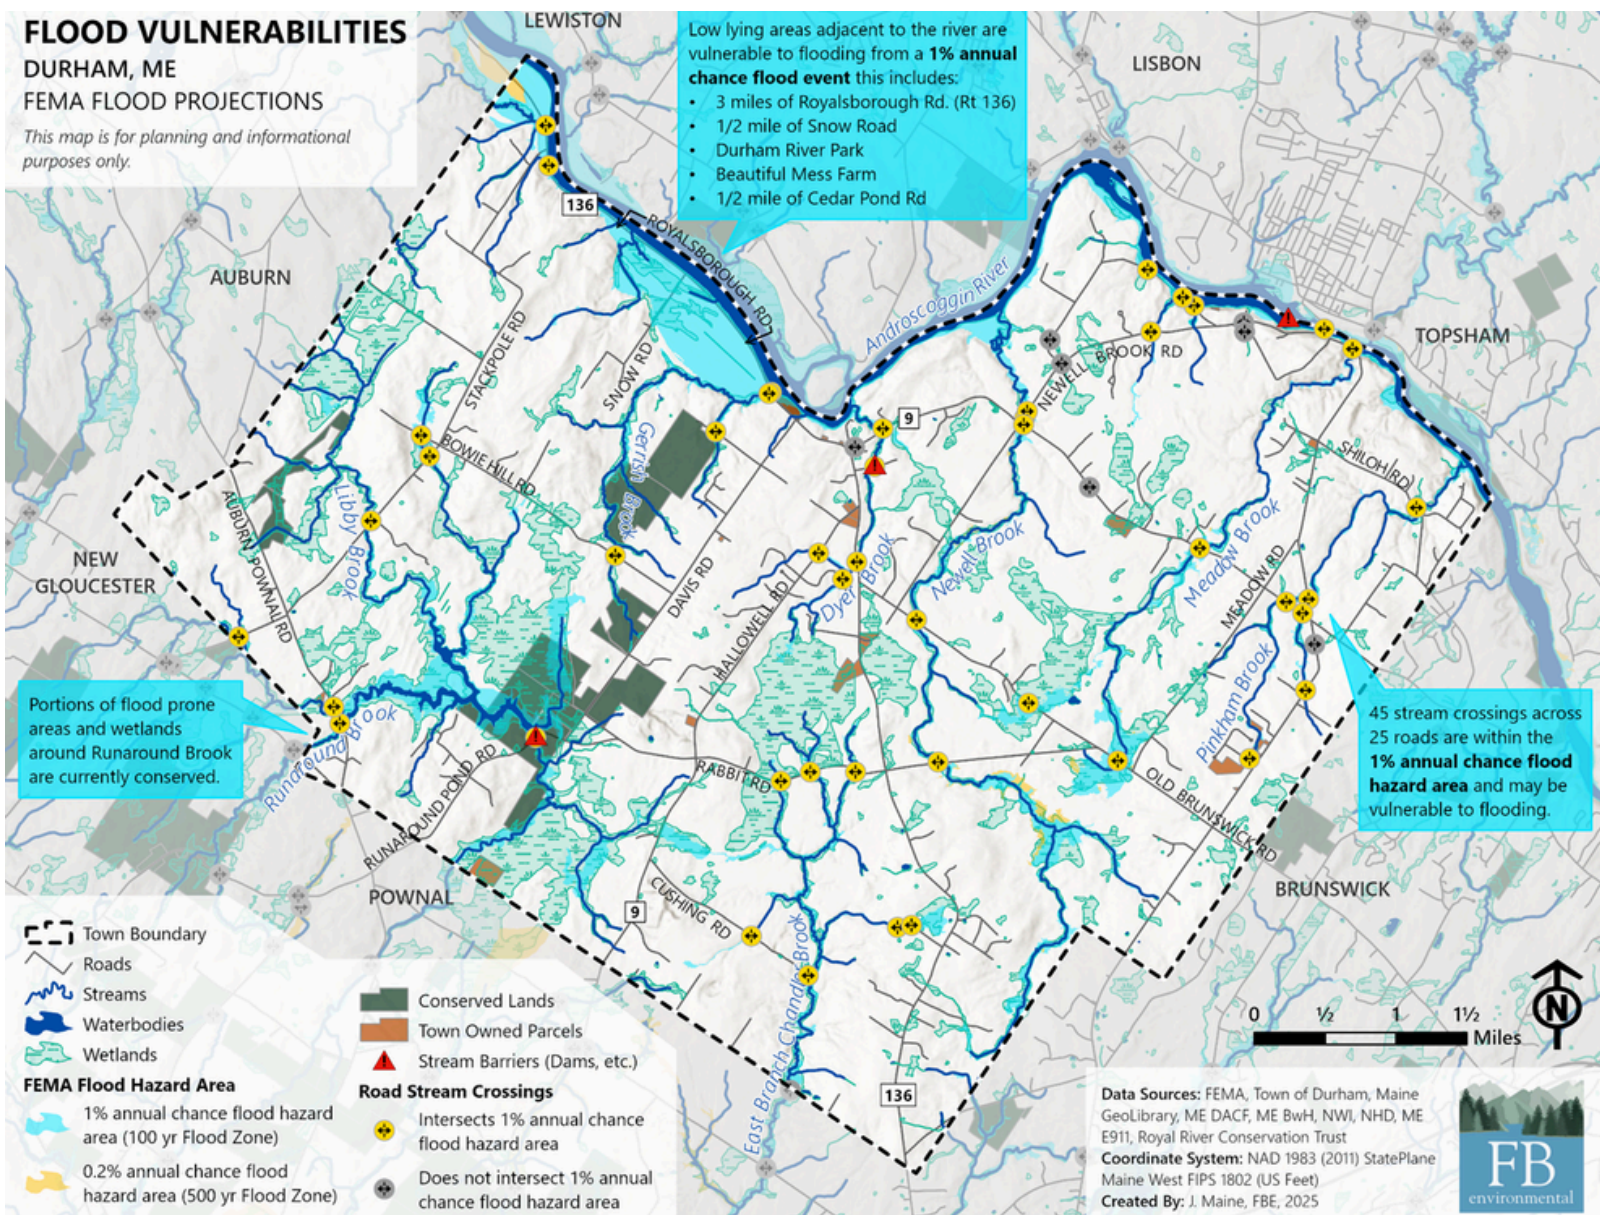 FLOOD VULNERABILITIES
DURHAM, ME
FEMA FLOOD PROJECTIONS
This map is for planning and informational
purposes only.
LEWISTON
Low lying areas adjacent to the river are
vulnerable to flooding from a 1% annual
chance flood event this includes:
• 3 miles of Royalsborough Rd. (Rt 136)
• 1/2 mile of Snow Road
• Durham River Park
• Beautiful Mess Farm
• 1/2 mile of Cedar Pond Rd
LISBON
136
ROYALSBOROUGH RD
AUBURN
Androscoggin River
TOPSHAM
STACKPOLE RD
SNOW RD
NEWELL BROOK RD
9
BOWIE HILL RD
Gerrish Brook
SHILOH RD
AUBURN POWNAL RD
Libby Brook
NEW
GLOUCESTER
DAVIS RD
HALLOWELL RD
Dyer Brook
Newell Brook
Meadow Brook
MEADOW RD
Pinkham Brook
Portions of flood prone
areas and wetlands
around Runaround Brook
are currently conserved.
Runaround Brook
RUNAROUND POND RD
RABBIT RD
OLD BRUNSWICK RD
45 stream crossings across
25 roads are within the
1% annual chance flood
hazard area and may be
vulnerable to flooding.
POWNAL
9
CUSHING RD
BRUNSWICK
East Branch Chandler Brook
136
Town Boundary
Roads
Streams
Waterbodies
Wetlands
FEMA Flood Hazard Area
1% annual chance flood hazard
area (100 yr Flood Zone)
0.2% annual chance flood
hazard area (500 yr Flood Zone)
Conserved Lands
Town Owned Parcels
Stream Barriers (Dams, etc.)
Road Stream Crossings
Intersects 1% annual chance
flood hazard area
Does not intersect 1% annual
chance flood hazard area
0 ½ 1 1½
Miles
N
Data Sources: FEMA, Town of Durham, Maine
GeoLibrary, ME DACF, ME BwH, NWI, NHD, ME
E911, Royal River Conservation Trust
Coordinate System: NAD 1983 (2011) StatePlane
Maine West FIPS 1802 (US Feet)
Created By: J. Maine, FBE, 2025
FB
environmental